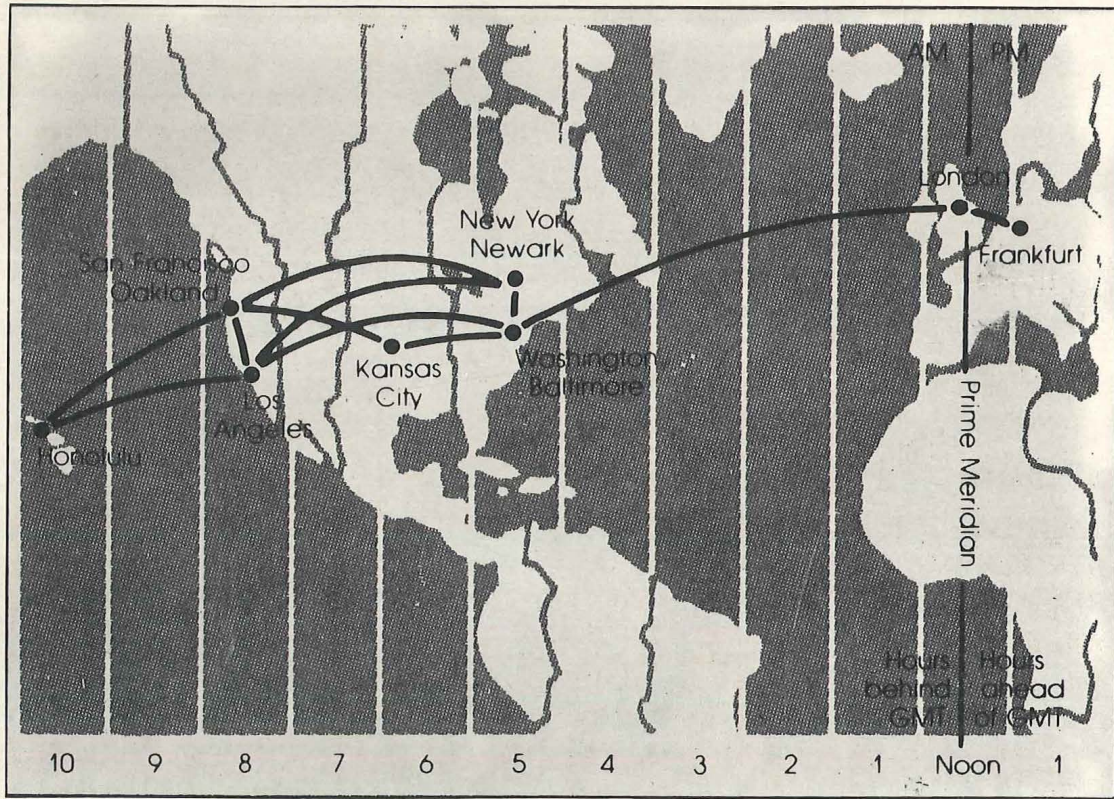 AM PM
London
New York
Newark
Frankfurt
San Francisco
Oakland
Washington
Baltimore
Kansas
City
Los
Angeles
Honolulu
Prime Meridian
Hours
behind
GMT
Hours
ahead
of GMT
10 9 8 7 6 5 4 3 2 1 Noon 1